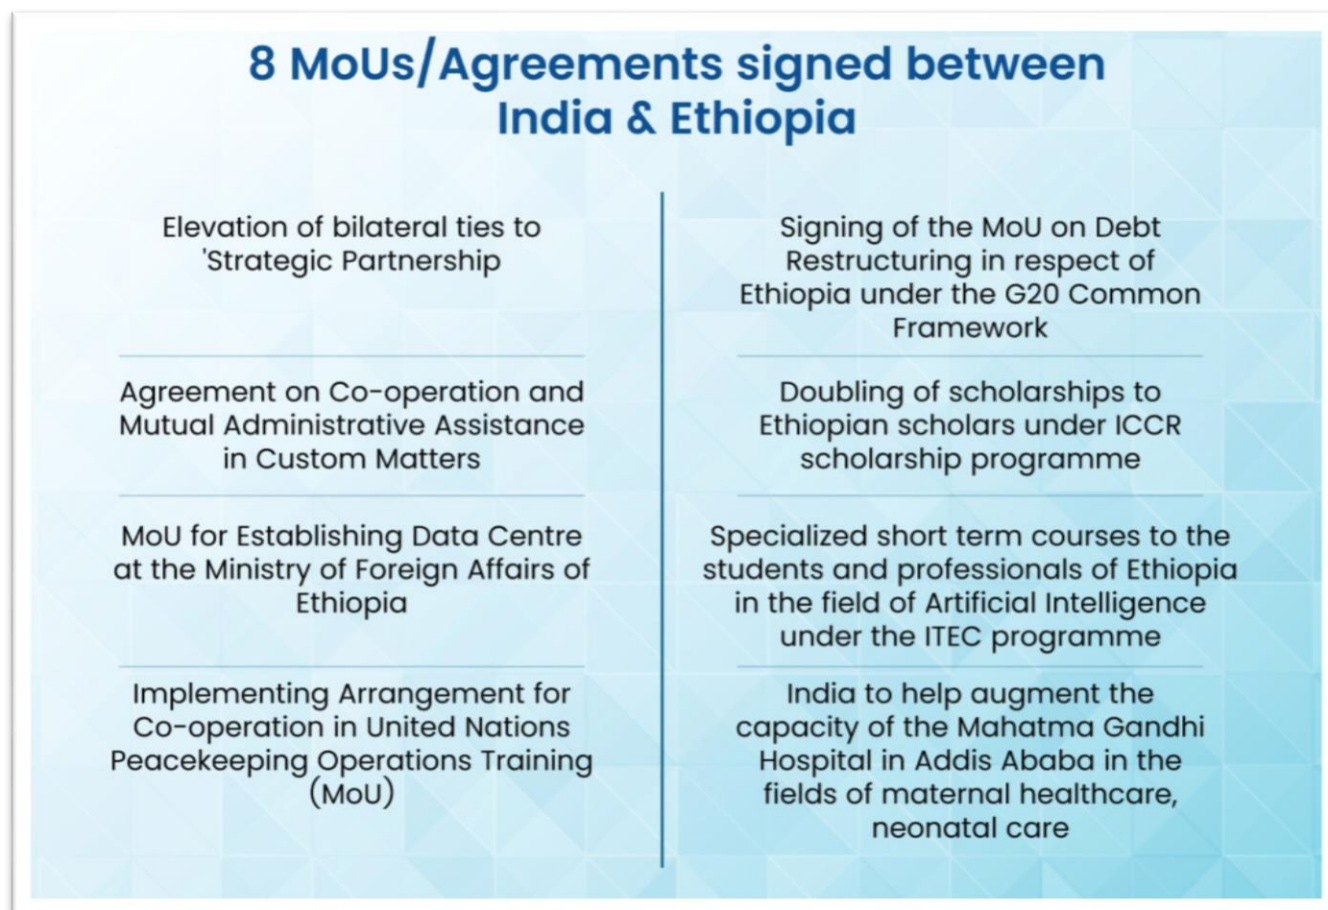 8 MoUs/Agreements signed between
India & Ethiopia
Elevation of bilateral ties to
'Strategic Partnership
Agreement on Co-operation and
Mutual Administrative Assistance
in Custom Matters
MoU for Establishing Data Centre
at the Ministry of Foreign Affairs of
Ethiopia
Implementing Arrangement for
Co-operation in United Nations
Peacekeeping Operations Training
(MoU)
Signing of the MoU on Debt
Restructuring in respect of
Ethiopia under the G20 Common
Framework
Doubling of scholarships to
Ethiopian scholars under ICCR
scholarship programme
Specialized short term courses to the
students and professionals of Ethiopia
in the field of Artificial Intelligence
under the ITEC programme
India to help augment the
capacity of the Mahatma Gandhi
Hospital in Addis Ababa in the
fields of maternal healthcare,
neonatal care